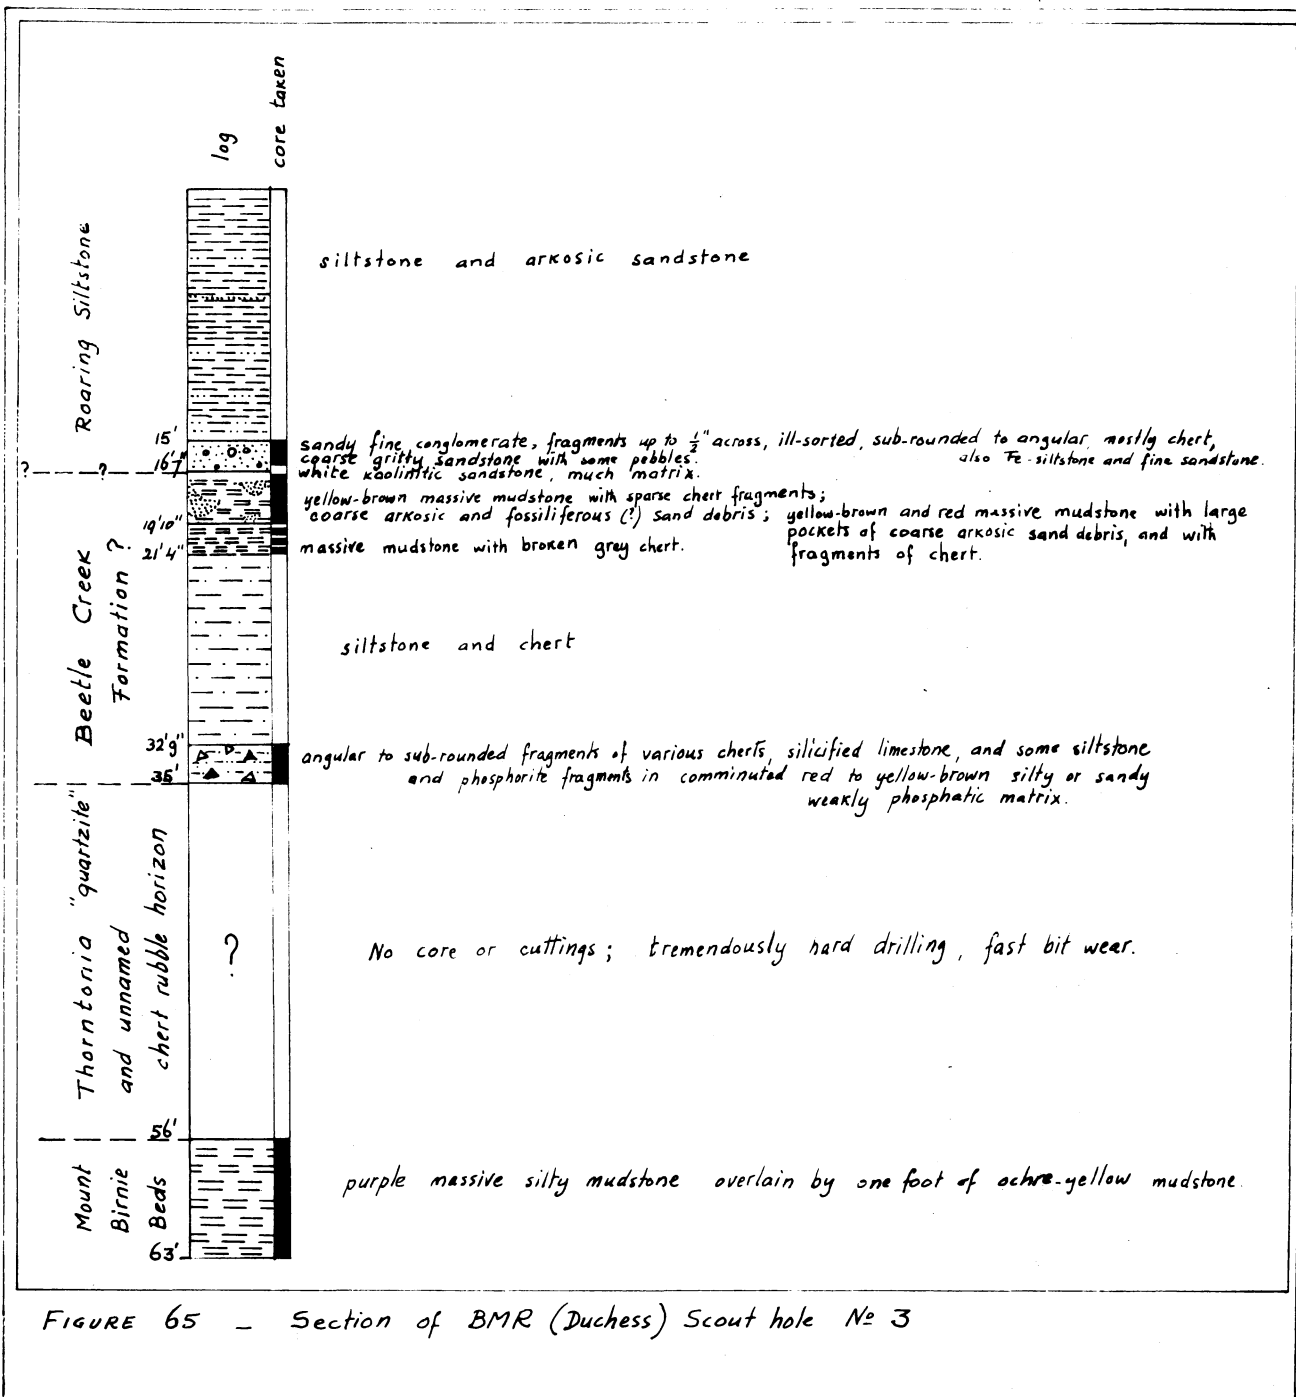 log
core taken
Roaring Siltstone
siltstone and arkosic sandstone
15'
sandy fine conglomerate, fragments up to ½" across, ill-sorted, sub-rounded to angular, mostly chert,
also Fe-siltstone and fine sandstone.
coarse gritty sandstone with some pebbles.
16'7"
? ?
white kaolinitic sandstone, much matrix.
yellow-brown massive mudstone with sparse chert fragments;
coarse arkosic and fossiliferous (?) sand debris; yellow-brown and red massive mudstone with large
pockets of coarse arkosic sand debris, and with
fragments of chert.
19'10"
21'4"
massive mudstone with broken grey chert.
Beetle Creek
Formation ?
siltstone and chert
32'9"
angular to sub-rounded fragments of various cherts, silicified limestone, and some siltstone
and phosphorite fragments in comminuted red to yellow-brown silty or sandy
weakly phosphatic matrix.
35'
Thorntonia "quartzite"
and unnamed
chert rubble horizon
?
No core or cuttings; tremendously hard drilling, fast bit wear.
56'
Mount
Birnie
Beds
purple massive silty mudstone overlain by one foot of ochre-yellow mudstone.
63'
FIGURE 65 - Section of BMR (Duchess) Scout hole Nº 3